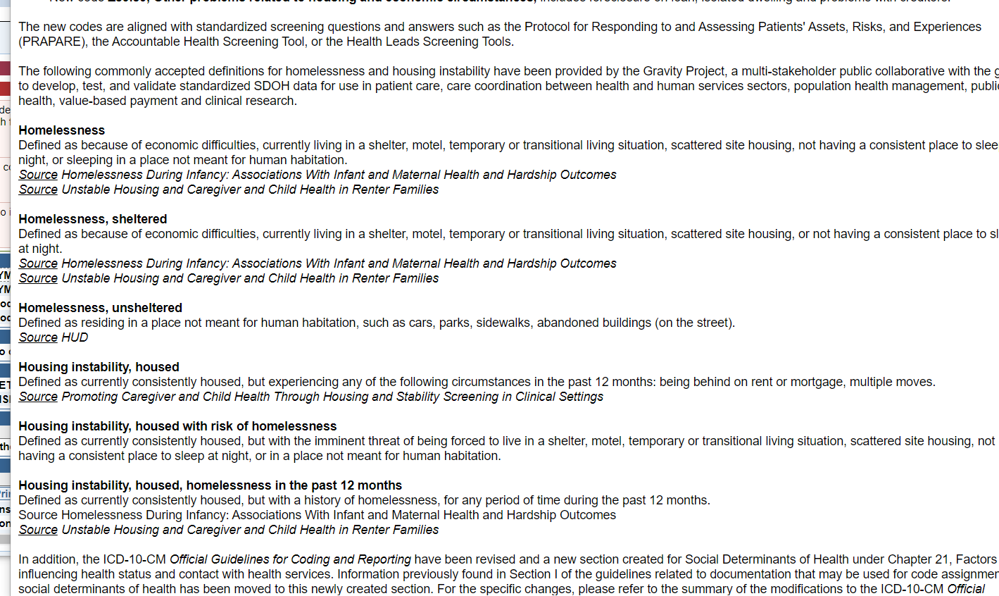 The new codes are aligned with standardized screening questions and answers such as the Protocol for Responding to and Assessing Patients' Assets, Risks, and Experiences
(PRAPARE), the Accountable Health Screening Tool, or the Health Leads Screening Tools.
The following commonly accepted definitions for homelessness and housing instability have been provided by the Gravity Project, a multi-stakeholder public collaborative with the
to develop, test, and validate standardized SDOH data for use in patient care, care coordination between health and human services sectors, population health management,
health, value-based payment and clinical research.
Homelessness
Defined as because of economic difficulties, currently living in a shelter, motel, temporary or transitional living situation, scattered site housing, not having a consistent place to
night, or sleeping in a place not meant for human habitation.
Source Homelessness During Infancy: Associations With Infant and Maternal Health and Hardship Outcomes
Source Unstable Housing and Caregiver and Child Health in Renter Families
Homelessness, sheltered
Defined as because of economic difficulties, currently living in a shelter, motel, temporary or transitional living situation, scattered site housing, or not having a consistent place to
at night.
Source Homelessness During Infancy: Associations With Infant and Maternal Health and Hardship Outcomes
Source Unstable Housing and Caregiver and Child Health in Renter Families
Homelessness, unsheltered
Defined as residing in a place not meant for human habitation, such as cars, parks, sidewalks, abandoned buildings (on the street).
Source HUD
Housing instability, housed
Defined as currently consistently housed, but experiencing any of the following circumstances in the past 12 months: being behind on rent or mortgage, multiple moves.
Source Promoting Caregiver and Child Health Through Housing and Stability Screening in Clinical Settings
Housing instability, housed with risk of homelessness
Defined as currently consistently housed, but with the imminent threat of being forced to live in a shelter, motel, temporary or transitional living situation, scattered site housing, not
having a consistent place to sleep at night, or in a place not meant for human habitation.
Housing instability, housed, homelessness in the past 12 months
Defined as currently consistently housed, but with a history of homelessness, for any period of time during the past 12 months.
Source Homelessness During Infancy: Associations With Infant and Maternal Health and Hardship Outcomes
Source Unstable Housing and Caregiver and Child Health in Renter Families
In addition, the ICD-10-CM Official Guidelines for Coding and Reporting have been revised and a new section created for Social Determinants of Health under Chapter 21, Factors
influencing health status and contact with health services. Information previously found in Section I of the guidelines related to documentation that may be used for code
social determinants of health has been moved to this newly created section. For the specific changes, please refer to the summary of the modifications to the ICD-10-CM Official